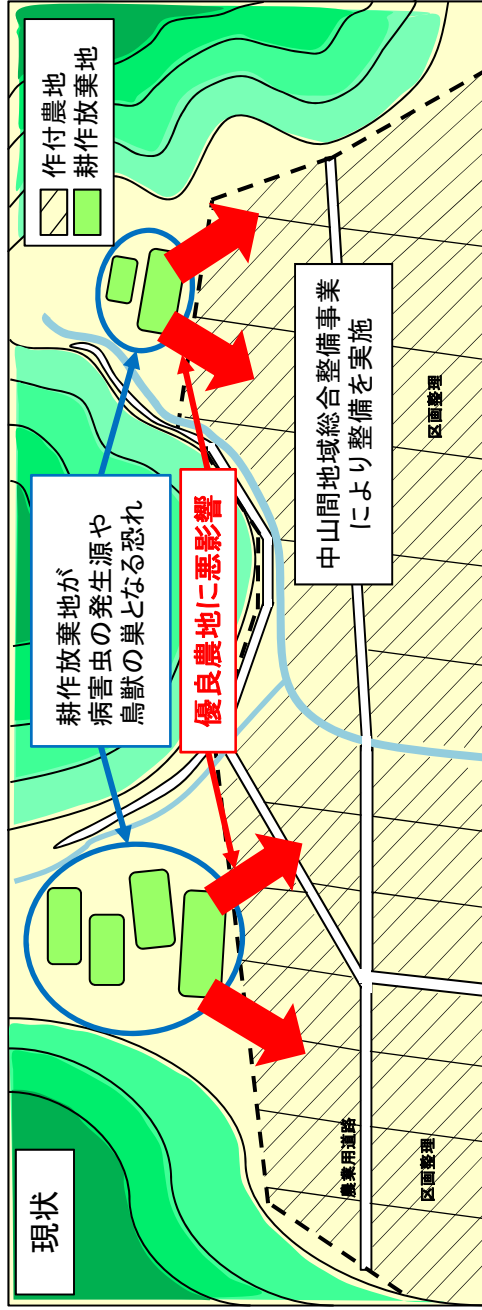 現状
作付農地
耕作放棄地
耕作放棄地が
病害虫の発生源や
鳥獣の巣となる恐れ
優良農地に悪影響
中山間地域総合整備事業
により整備を実施
農業用道路
区画整理
区画整理